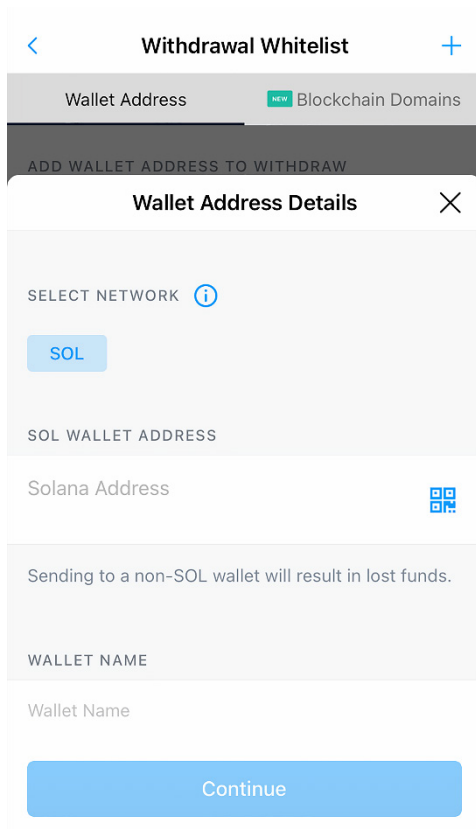 Withdrawal Whitelist
Wallet Address
NEW Blockchain Domains
ADD WALLET ADDRESS TO WITHDRAW
Wallet Address Details
SELECT NETWORK
SOL
SOL WALLET ADDRESS
Solana Address
Sending to a non-SOL wallet will result in lost funds.
WALLET NAME
Wallet Name
Continue